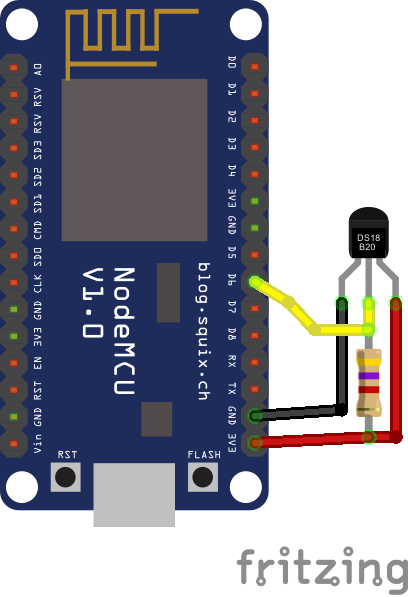 A0
RSV
RSV
SD3
SD2
SD1
CMD
SD0
CLK
GND
3V3
EN
RST
GND
Vin
D0
D1
D2
D3
D4
3V3
GND
D5
D6
D7
D8
RX
TX
GND
3V3
blog.squix.ch
NodeMCU
V1.0
DS18
B20
RST
FLASH
fritzing